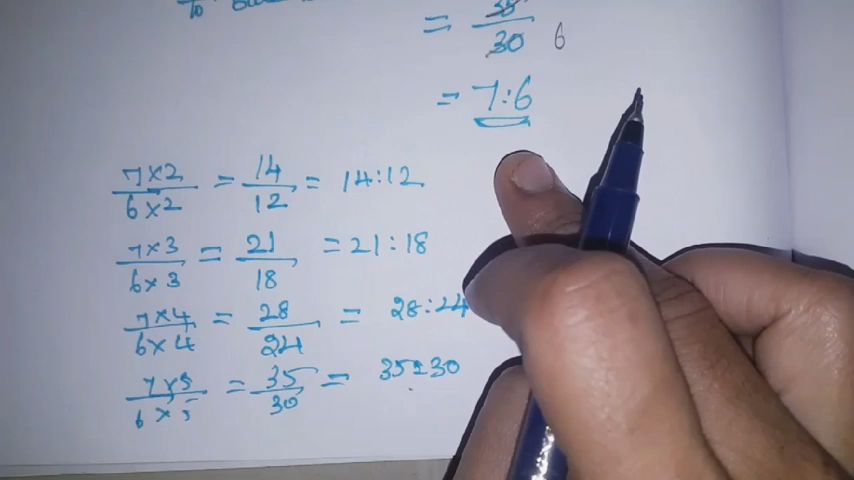 To
= 35/30 6
= 7:6
7×2/6×2 = 14/12 = 14:12
7×3/6×3 = 21/18 = 21:18
7×4/6×4 = 28/24 = 28:24
7×5/6×5 = 35/30 = 35:30